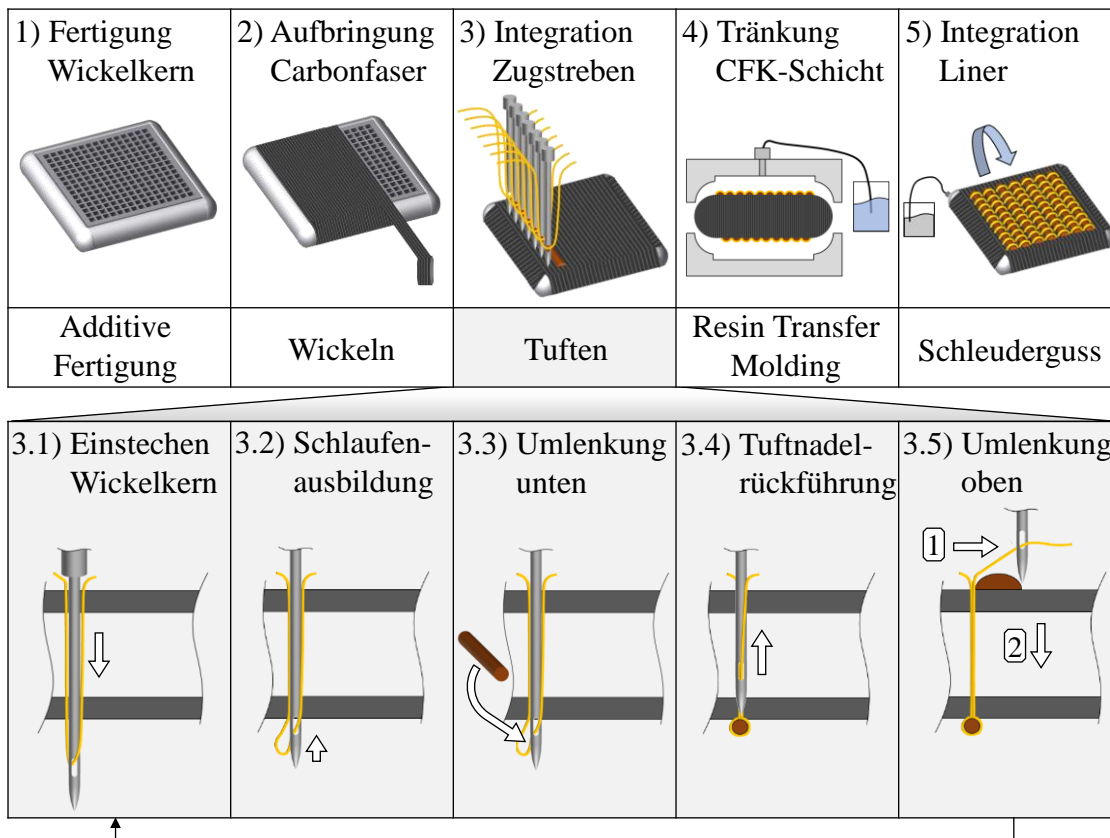 1) Fertigung
Wickelkern
2) Aufbringung
Carbonfaser
3) Integration
Zugstreben
4) Tränkung
CFK-Schicht
5) Integration
Liner
Additive
Fertigung
Wickeln
Tuften
Resin Transfer
Molding
Schleuderguss
3.1) Einstechen
Wickelkern
3.2) Schlaufen-
ausbildung
3.3) Umlenkung
unten
3.4) Tuftnadel-
rückführung
3.5) Umlenkung
oben
1
2